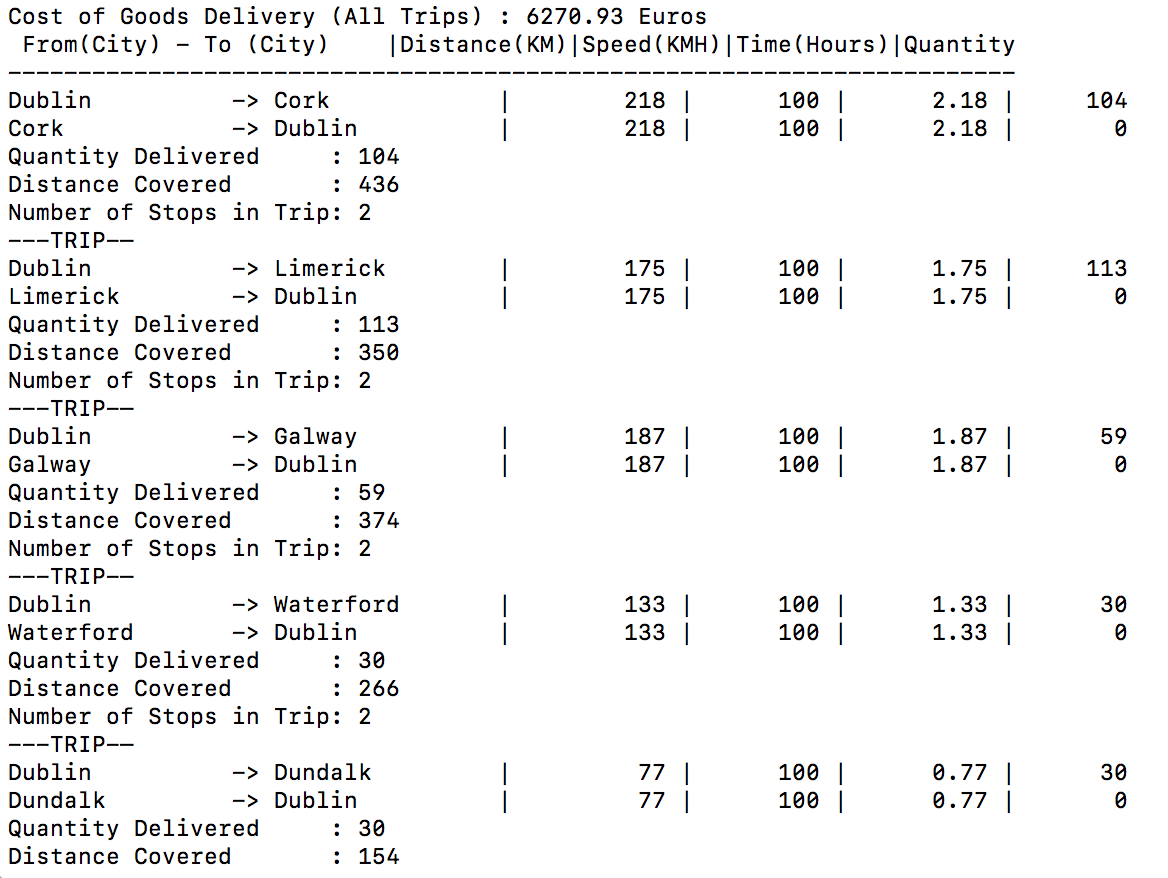 Cost of Goods Delivery (All Trips) : 6270.93 Euros
 From(City) - To (City)    |Distance(KM)|Speed(KMH)|Time(Hours)|Quantity
------------------------------------------------------------------------
Dublin          -> Cork            |        218 |      100 |      2.18 |     104
Cork            -> Dublin          |        218 |      100 |      2.18 |       0
Quantity Delivered     : 104
Distance Covered       : 436
Number of Stops in Trip: 2
---TRIP--
Dublin          -> Limerick        |        175 |      100 |      1.75 |     113
Limerick        -> Dublin          |        175 |      100 |      1.75 |       0
Quantity Delivered     : 113
Distance Covered       : 350
Number of Stops in Trip: 2
---TRIP--
Dublin          -> Galway          |        187 |      100 |      1.87 |      59
Galway          -> Dublin          |        187 |      100 |      1.87 |       0
Quantity Delivered     : 59
Distance Covered       : 374
Number of Stops in Trip: 2
---TRIP--
Dublin          -> Waterford       |        133 |      100 |      1.33 |      30
Waterford       -> Dublin          |        133 |      100 |      1.33 |       0
Quantity Delivered     : 30
Distance Covered       : 266
Number of Stops in Trip: 2
---TRIP--
Dublin          -> Dundalk         |         77 |      100 |      0.77 |      30
Dundalk         -> Dublin          |         77 |      100 |      0.77 |       0
Quantity Delivered     : 30
Distance Covered       : 154